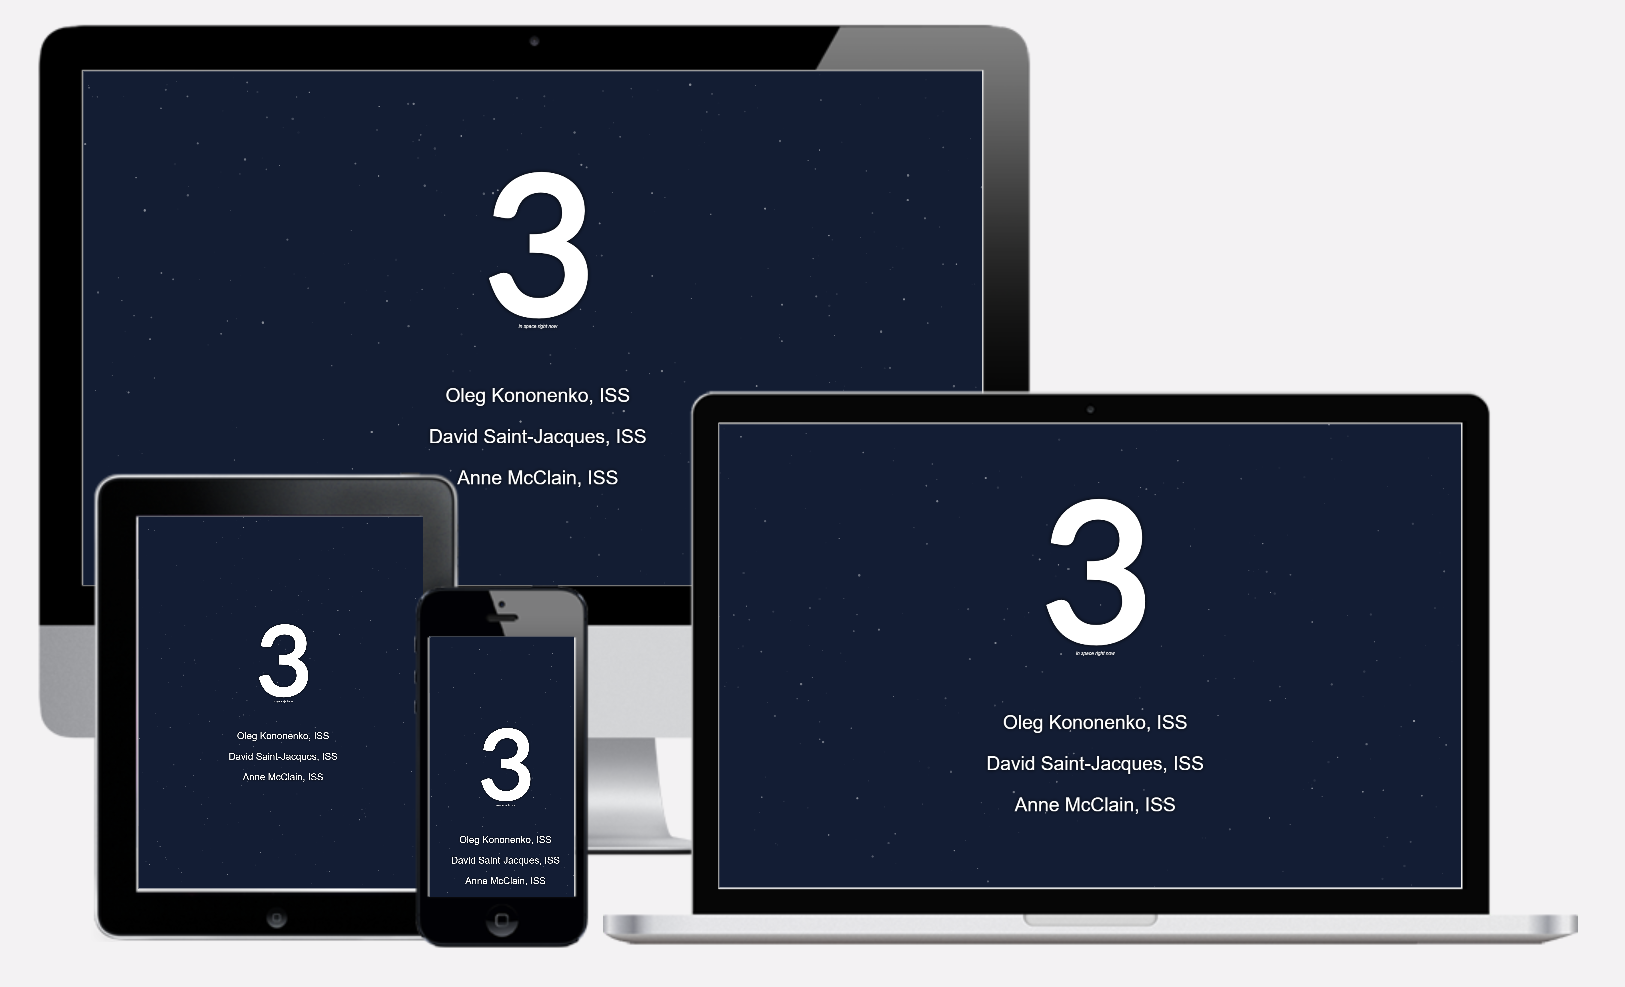 3
in space right now
Oleg Kononenko, ISS
David Saint-Jacques, ISS
Anne McClain, ISS
3
in space right now
Oleg Kononenko, ISS
David Saint-Jacques, ISS
Anne McClain, ISS
3
Oleg Kononenko, ISS
David Saint-Jacques, ISS
Anne McClain, ISS
3
Oleg Kononenko, ISS
David Saint Jacques, ISS
Anne McClain, ISS